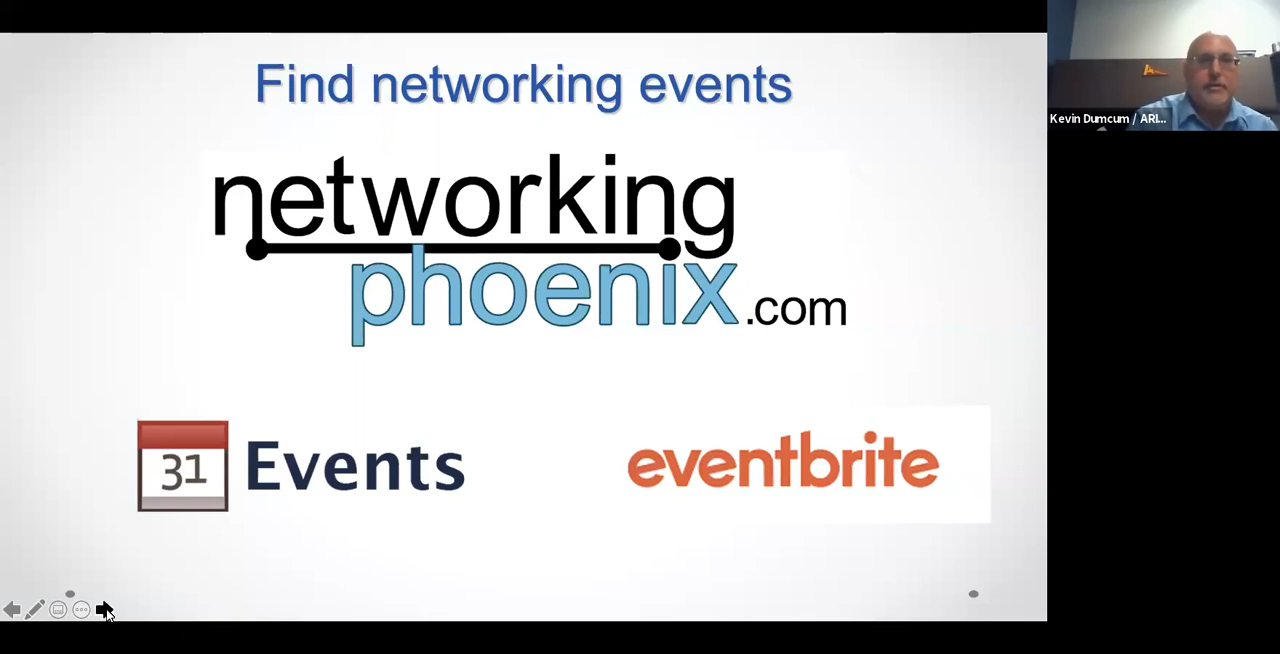 Find networking events
networking
phoenix.com
31 Events
eventbrite
Kevin Dumcum / ARI...